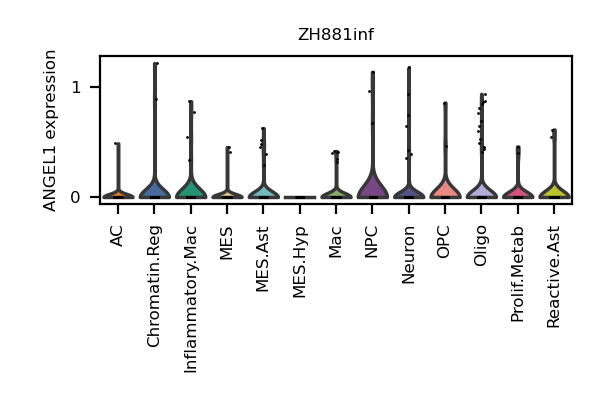 ZH881inf
ANGEL1 expression
1
0
AC
Chromatin.Reg
Inflammatory.Mac
MES
MES.Ast
MES.Hyp
Mac
NPC
Neuron
OPC
Oligo
Prolif.Metab
Reactive.Ast